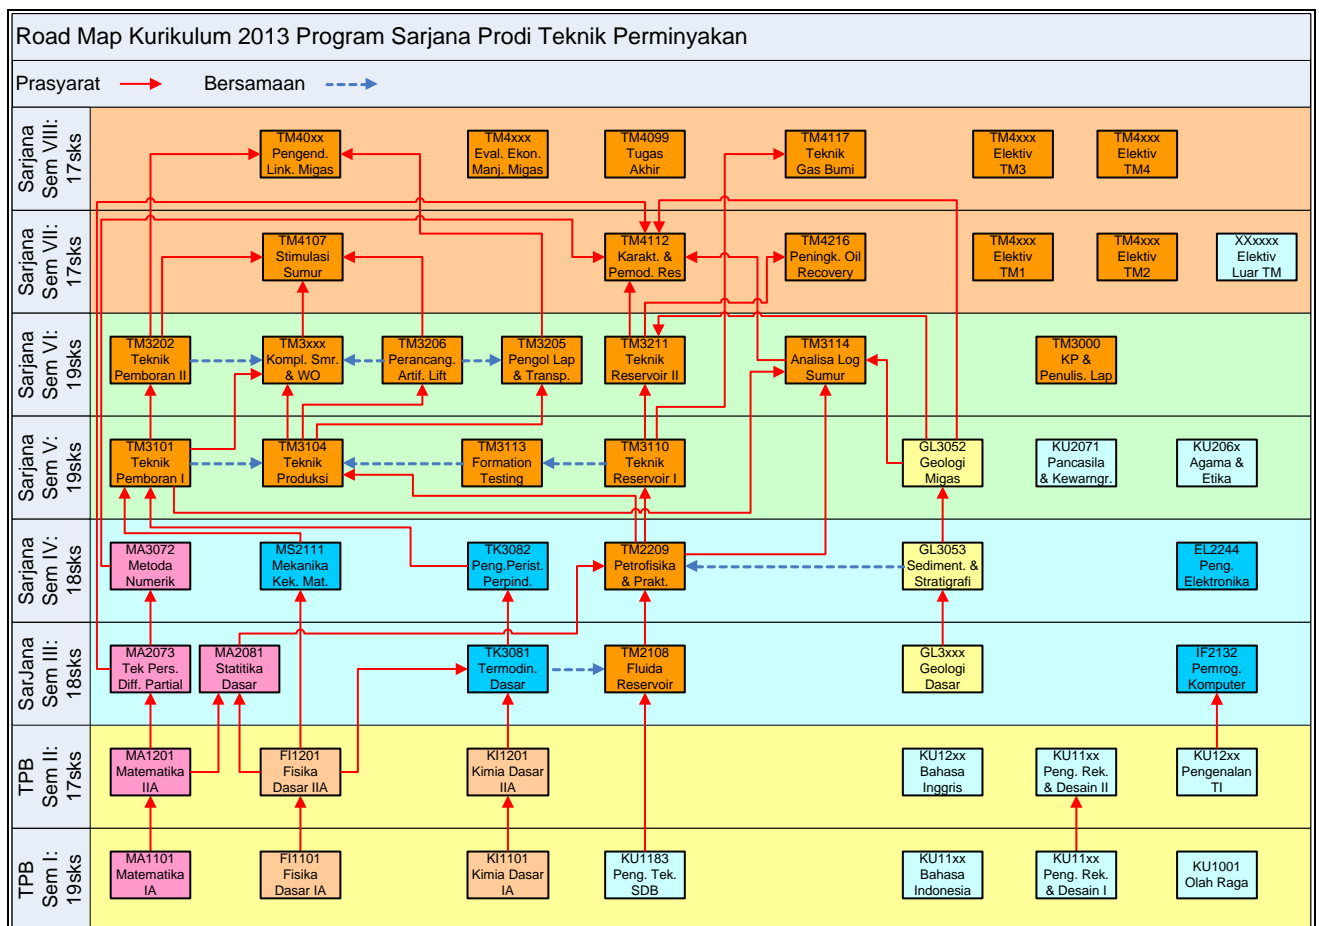 Road Map Kurikulum 2013 Program Sarjana Prodi Teknik Perminyakan
Prasyarat
Bersamaan
Sarjana
Sem VIII:
17sks
TM40xx
Pengend.
Link. Migas
TM4xxx
Eval. Ekon.
Manj. Migas
TM4099
Tugas
Akhir
TM4117
Teknik
Gas Bumi
TM4xxx
Elektiv
TM3
TM4xxx
Elektiv
TM4
Sarjana
Sem VII:
17sks
TM4107
Stimulasi
Sumur
TM4112
Karakt. &
Pemod. Res
TM4216
Peningk. Oil
Recovery
TM4xxx
Elektiv
TM1
TM4xxx
Elektiv
TM2
XXxxxx
Elektiv
Luar TM
Sarjana
Sem VI:
19sks
TM3202
Teknik
Pemboran II
TM3xxx
Kompl. Smr.
& WO
TM3206
Perancang.
Artif. Lift
TM3205
Pengol Lap
& Transp.
TM3211
Teknik
Reservoir II
TM3114
Analisa Log
Sumur
TM3000
KP &
Penulis. Lap
Sarjana
Sem V:
19sks
TM3101
Teknik
Pemboran I
TM3104
Teknik
Produksi
TM3113
Formation
Testing
TM3110
Teknik
Reservoir I
GL3052
Geologi
Migas
KU2071
Pancasila
& Kewarngr.
KU206x
Agama &
Etika
Sarjana
Sem IV:
18sks
MA3072
Metoda
Numerik
MS2111
Mekanika
Kek. Mat.
TK3082
Peng.Perist.
Perpind.
TM2209
Petrofisika
& Prakt.
GL3053
Sediment. &
Stratigrafi
EL2244
Peng.
Elektronika
SarJana
Sem III:
18sks
MA2073
Tek Pers.
Diff. Partial
MA2081
Statitika
Dasar
TK3081
Termodin.
Dasar
TM2108
Fluida
Reservoir
GL3xxx
Geologi
Dasar
IF2132
Pemrog.
Komputer
TPB
Sem II:
17sks
MA1201
Matematika
IIA
FI1201
Fisika
Dasar IIA
KI1201
Kimia Dasar
IIA
KU12xx
Bahasa
Inggris
KU11xx
Peng. Rek.
& Desain II
KU12xx
Pengenalan
TI
TPB
Sem I:
19sks
MA1101
Matematika
IA
FI1101
Fisika
Dasar IA
KI1101
Kimia Dasar
IA
KU1183
Peng. Tek.
SDB
KU11xx
Bahasa
Indonesia
KU11xx
Peng. Rek.
& Desain I
KU1001
Olah Raga